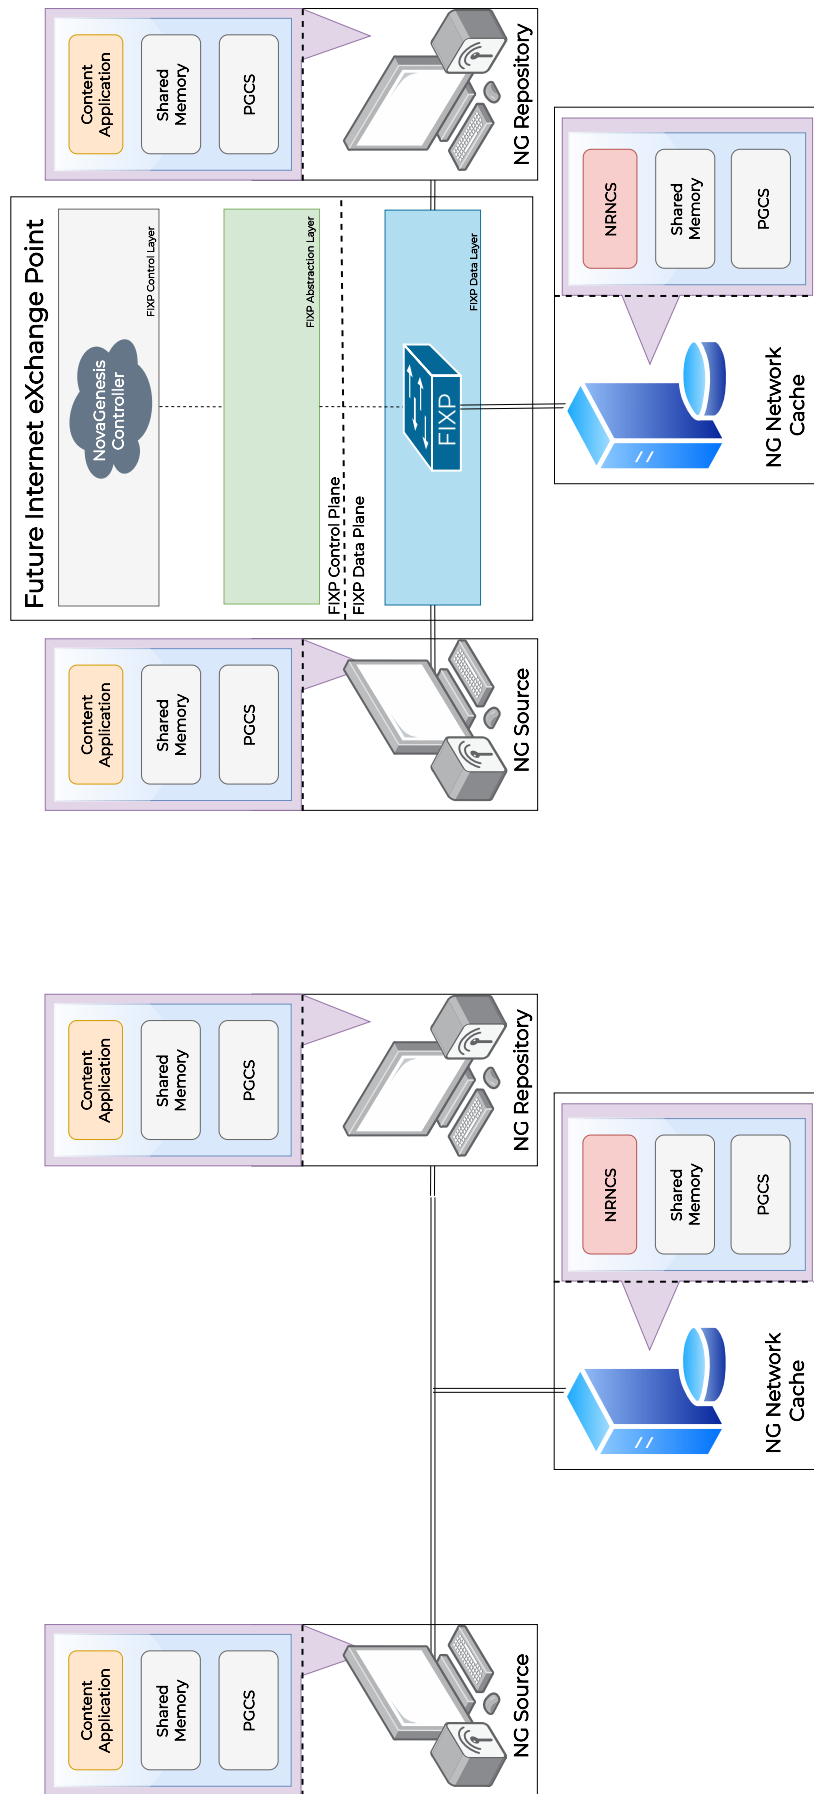 Content
Application
Shared
Memory
PGCS
NG Source
Content
Application
Shared
Memory
PGCS
NG Repository
NRNCS
Shared
Memory
PGCS
NG Network
Cache
Content
Application
Shared
Memory
PGCS
NG Source
Future Internet eXchange Point
NovaGenesis
Controller
FIXP Control Layer
FIXP Abstraction Layer
FIXP Control Plane
FIXP Data Plane
FIXP
FIXP Data Layer
Content
Application
Shared
Memory
PGCS
NG Repository
NRNCS
Shared
Memory
PGCS
NG Network
Cache